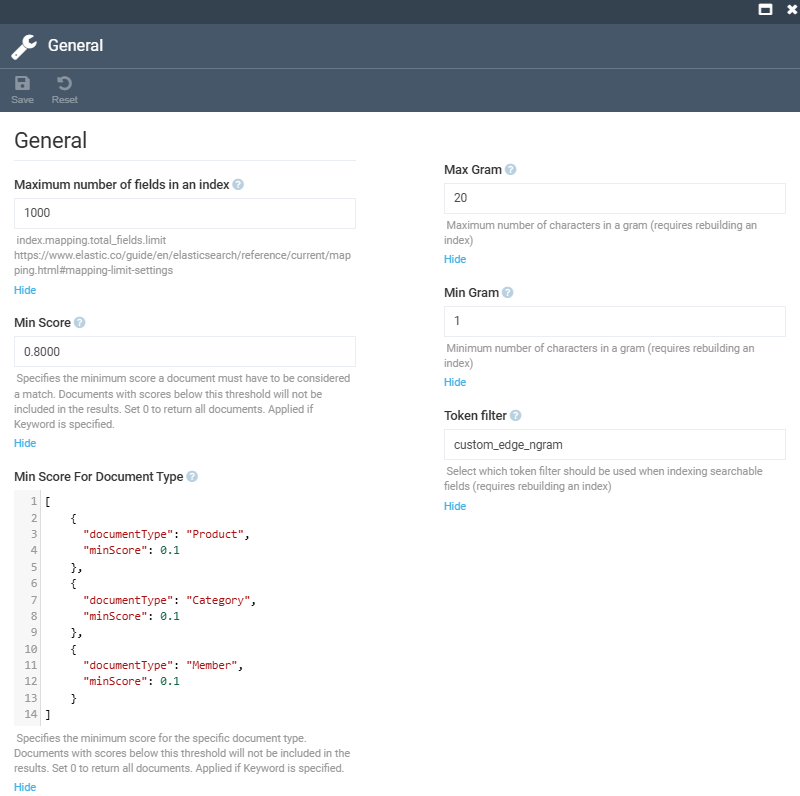 General
Save
Reset
General
Maximum number of fields in an index ?
1000
index.mapping.total_fields.limit
https://www.elastic.co/guide/en/elasticsearch/reference/current/map
ping.html#mapping-limit-settings
Hide
Min Score ?
0.8000
Specifies the minimum score a document must have to be considered
a match. Documents with scores below this threshold will not be
included in the results. Set 0 to return all documents. Applied if
Keyword is specified.
Hide
Min Score For Document Type ?
1 [
2 {
3 "documentType": "Product",
4 "minScore": 0.1
5 },
6 {
7 "documentType": "Category",
8 "minScore": 0.1
9 },
10 {
11 "documentType": "Member",
12 "minScore": 0.1
13 }
14 ]
Specifies the minimum score for the specific document type.
Documents with scores below this threshold will not be included in the
results. Set 0 to return all documents. Applied if Keyword is specified.
Hide
Max Gram ?
20
Maximum number of characters in a gram (requires rebuilding an
index)
Hide
Min Gram ?
1
Minimum number of characters in a gram (requires rebuilding an
index)
Hide
Token filter ?
custom_edge_ngram
Select which token filter should be used when indexing searchable
fields (requires rebuilding an index)
Hide